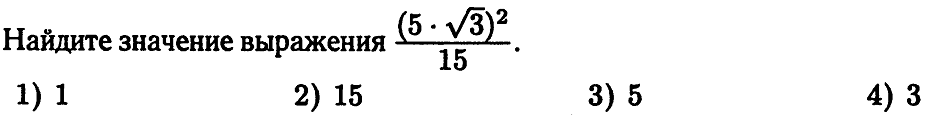 Найдите значение выражения (5 · √3)² / 15.
1) 1 2) 15 3) 5 4) 3